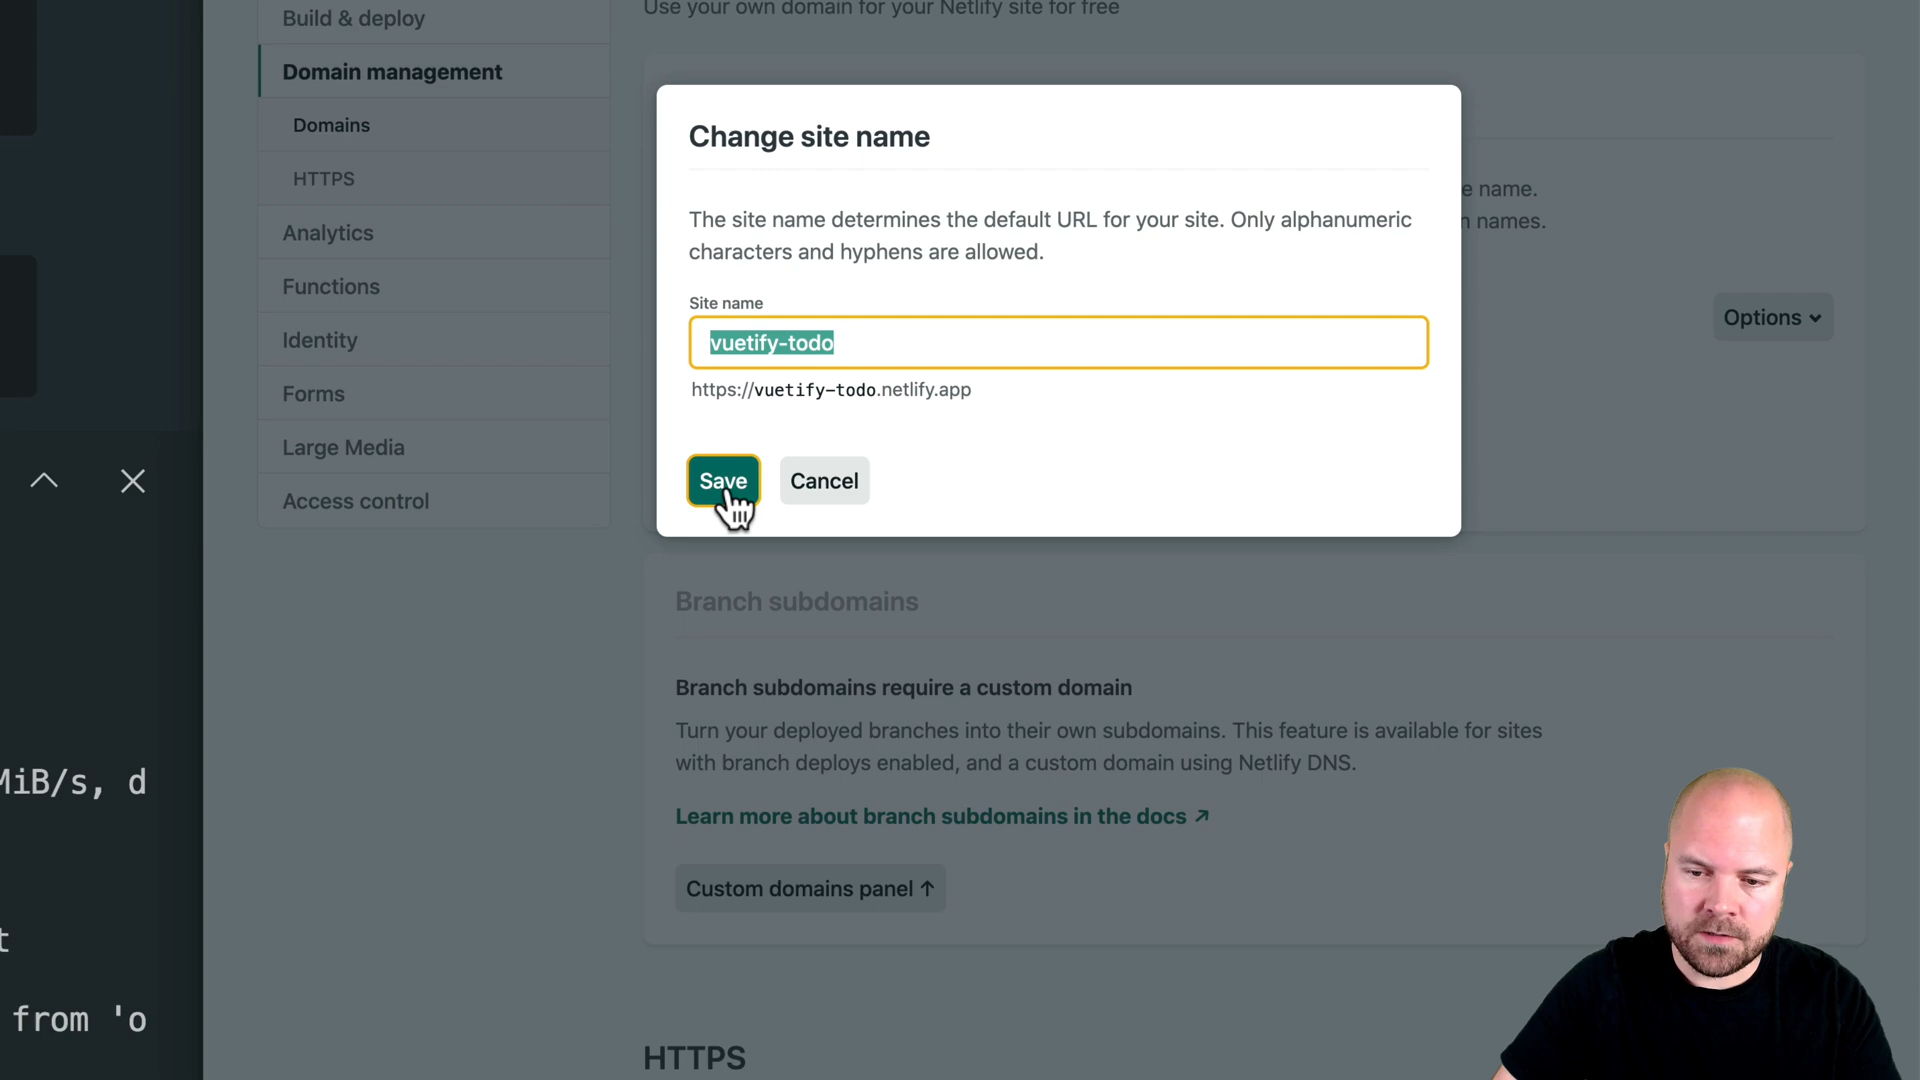 Use your own domain for your Netlify site for free
Build & deploy
Domain management
Domains
HTTPS
Analytics
Functions
Identity
Forms
Large Media
Access control
Change site name
The site name determines the default URL for your site. Only alphanumeric
characters and hyphens are allowed.
Site name
vuetify-todo
https://vuetify-todo.netlify.app
Save
Cancel
e name.
names.
Options
Branch subdomains
Branch subdomains require a custom domain
Turn your deployed branches into their own subdomains. This feature is available for sites
with branch deploys enabled, and a custom domain using Netlify DNS.
Learn more about branch subdomains in the docs ↗
Custom domains panel ↑
HTTPS
MiB/s, d
t
from 'o